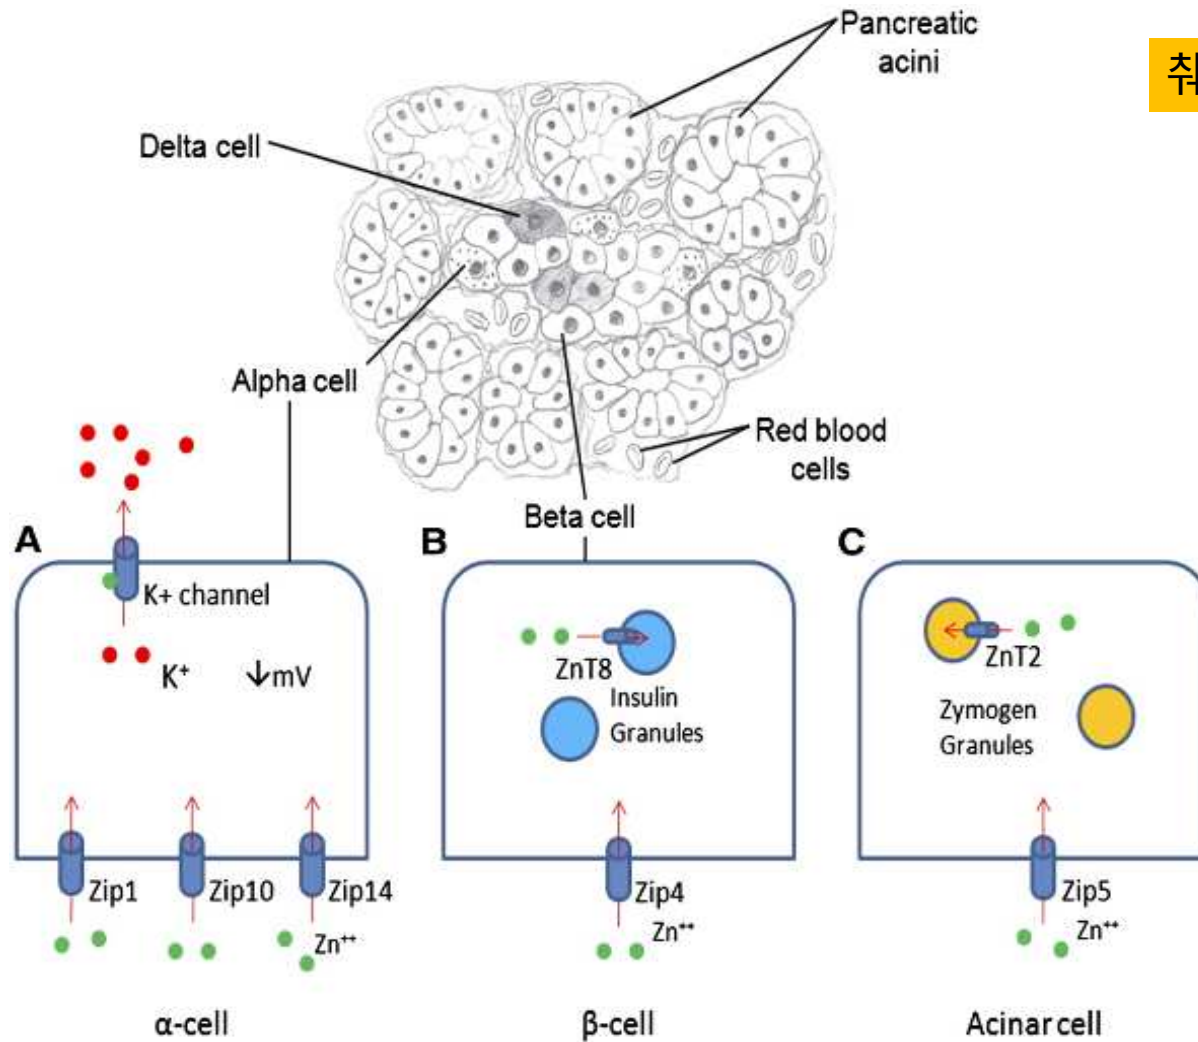 Pancreatic
acini
Delta cell
Alpha cell
Red blood
cells
Beta cell
A
B
C
K+ channel
K⁺
↓mV
ZnT8
Insulin
Granules
ZnT2
Zymogen
Granules
Zip1
Zip10
Zip14
Zn⁺⁺
Zip4
Zn⁺⁺
Zip5
Zn⁺⁺
α-cell
β-cell
Acinar cell